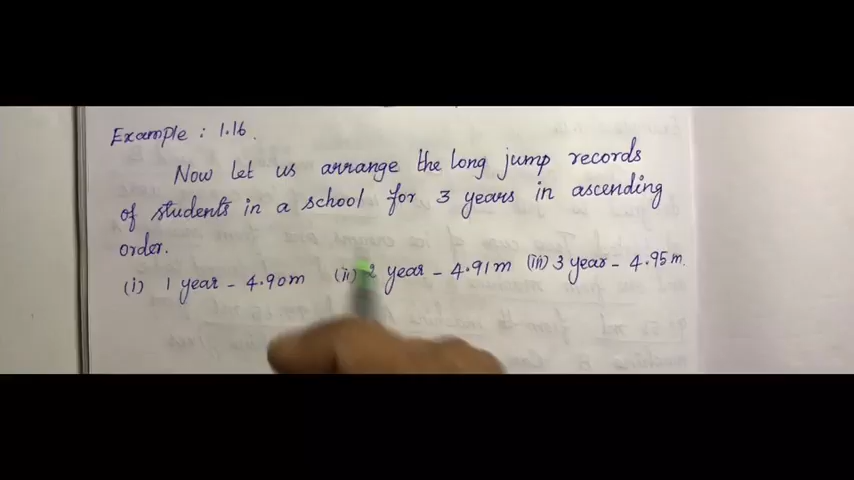 Example : 1.16.
Now let us arrange the long jump records
of students in a school for 3 years in ascending
order.
(i) 1 year - 4.90m (ii) 2 year - 4.91m (iii) 3 year - 4.95m.